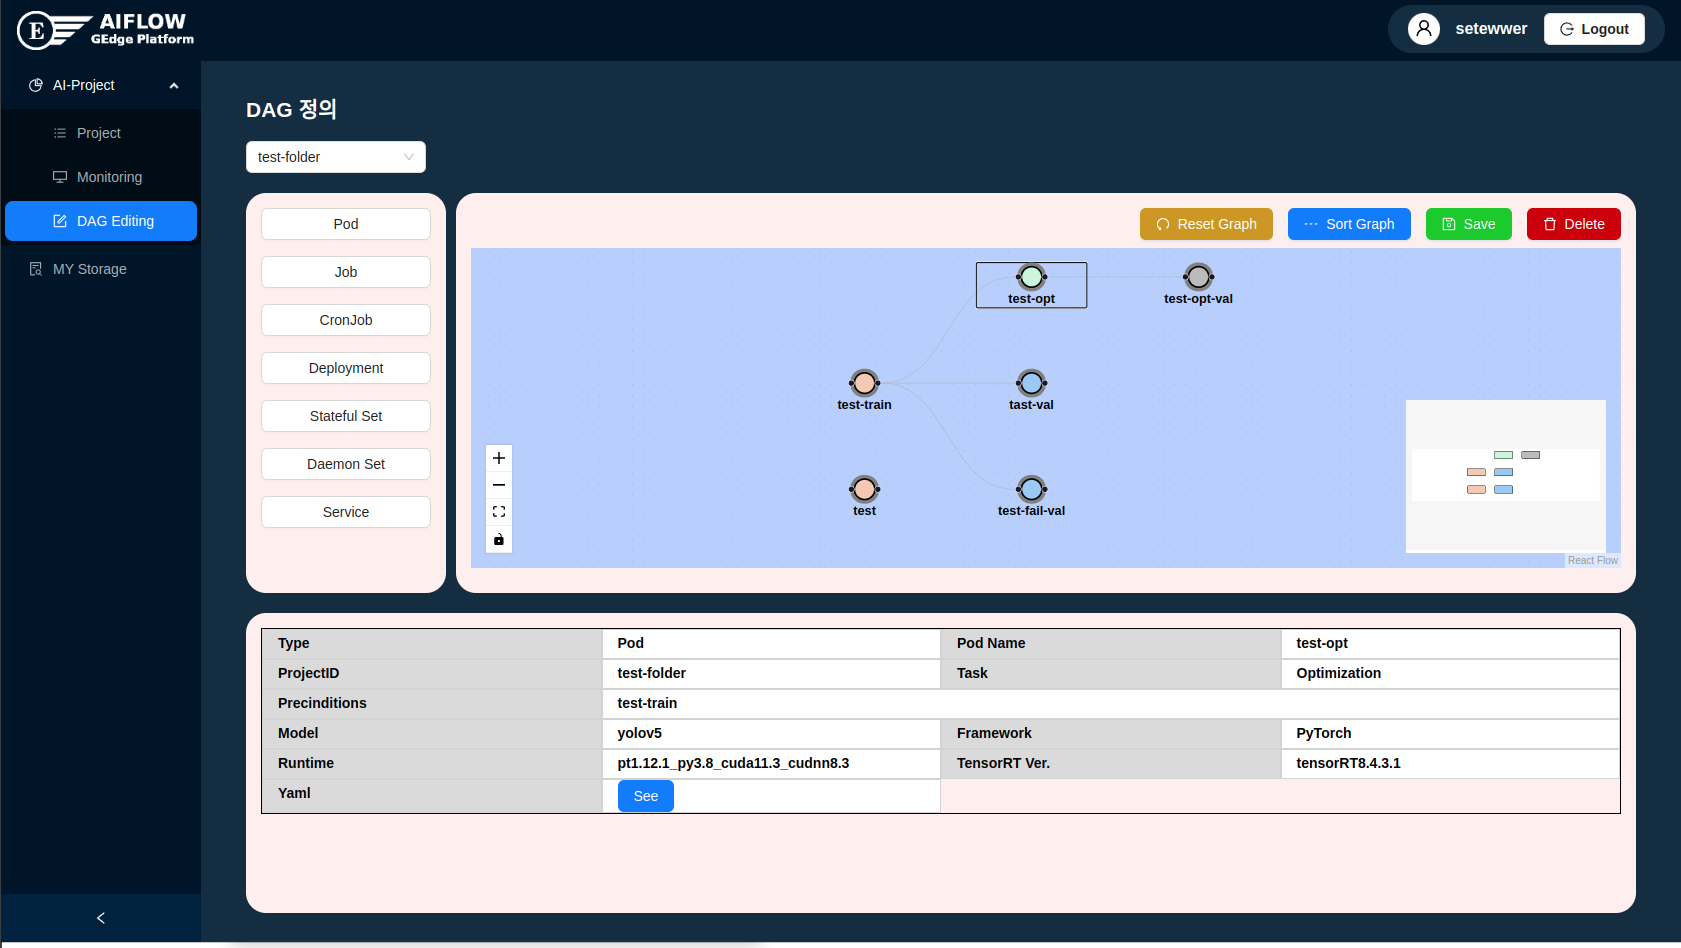 E AIFLOW
GEdge Platform
setewwer
Logout
AI-Project
Project
Monitoring
DAG Editing
MY Storage
DAG 정의
test-folder
Pod
Job
CronJob
Deployment
Stateful Set
Daemon Set
Service
Reset Graph
Sort Graph
Save
Delete
test-opt
test-opt-val
test-train
tast-val
test
test-fail-val
React Flow
Type Pod Pod Name test-opt
ProjectID test-folder Task Optimization
Precinditions test-train
Model yolov5 Framework PyTorch
Runtime pt1.12.1_py3.8_cuda11.3_cudnn8.3 TensorRT Ver. tensorRT8.4.3.1
Yaml See